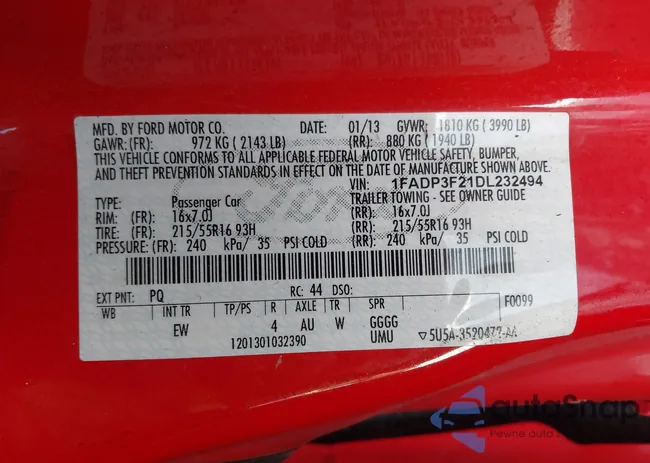 MFD. BY FORD MOTOR CO. 01/13 GVWR: 1810 KG ( 3990 LB)
GAWR: (FR): 972 KG ( 2143 LB) (RR): 880 KG ( 1940 LB)
THIS VEHICLE CONFORMS TO ALL APPLICABLE FEDERAL MOTOR VEHICLE SAFETY, BUMPER,
AND THEFT PREVENTION STANDARDS IN EFFECT ON THE DATE OF MANUFACTURE SHOWN ABOVE.
VIN: 1FADP3F21DL232494
TYPE: Passenger Car TRAILER TOWING - SEE OWNER GUIDE
RIM: (FR): 16x7.0J (RR): 16x7.0J
TIRE: (FR): 215/55R16 93H (RR): 215/55R16 93H
PRESSURE: (FR): 240 kPa/ 35 PSI COLD (RR): 240 kPa/ 35 PSI COLD
Ford
EXT PNT: PQ RC: 44 DSO: F0099
WB INT TR TP/PS R AXLE TR SPR
EW 4 AU W GGGG
1201301032390 UMU ▽5U5A-3520472-AA
autoSnap
Pewne auta z